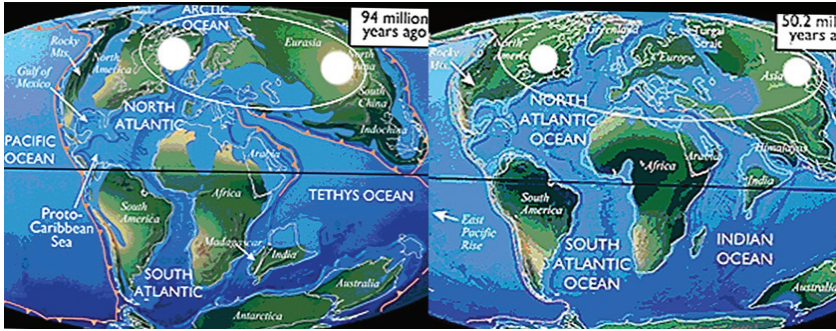 ARCTIC
OCEAN
94 million
years ago
Rocky
Mts.
North
America
Eurasia
North
China
Gulf of
Mexico
South
China
NORTH
ATLANTIC
Indochina
PACIFIC
OCEAN
Arabia
Africa
TETHYS OCEAN
Proto-
Caribbean
Sea
South
America
Madagascar
India
SOUTH
ATLANTIC
Australia
Antarctica
50.2 mil
years a
Greenland
Turgai
Strait
Rocky
Mts.
North
America
Europe
Asia
NORTH
ATLANTIC
OCEAN
Himalayas
Africa
Arabia
India
South
America
East
Pacific
Rise
SOUTH
ATLANTIC
OCEAN
INDIAN
OCEAN
Australia